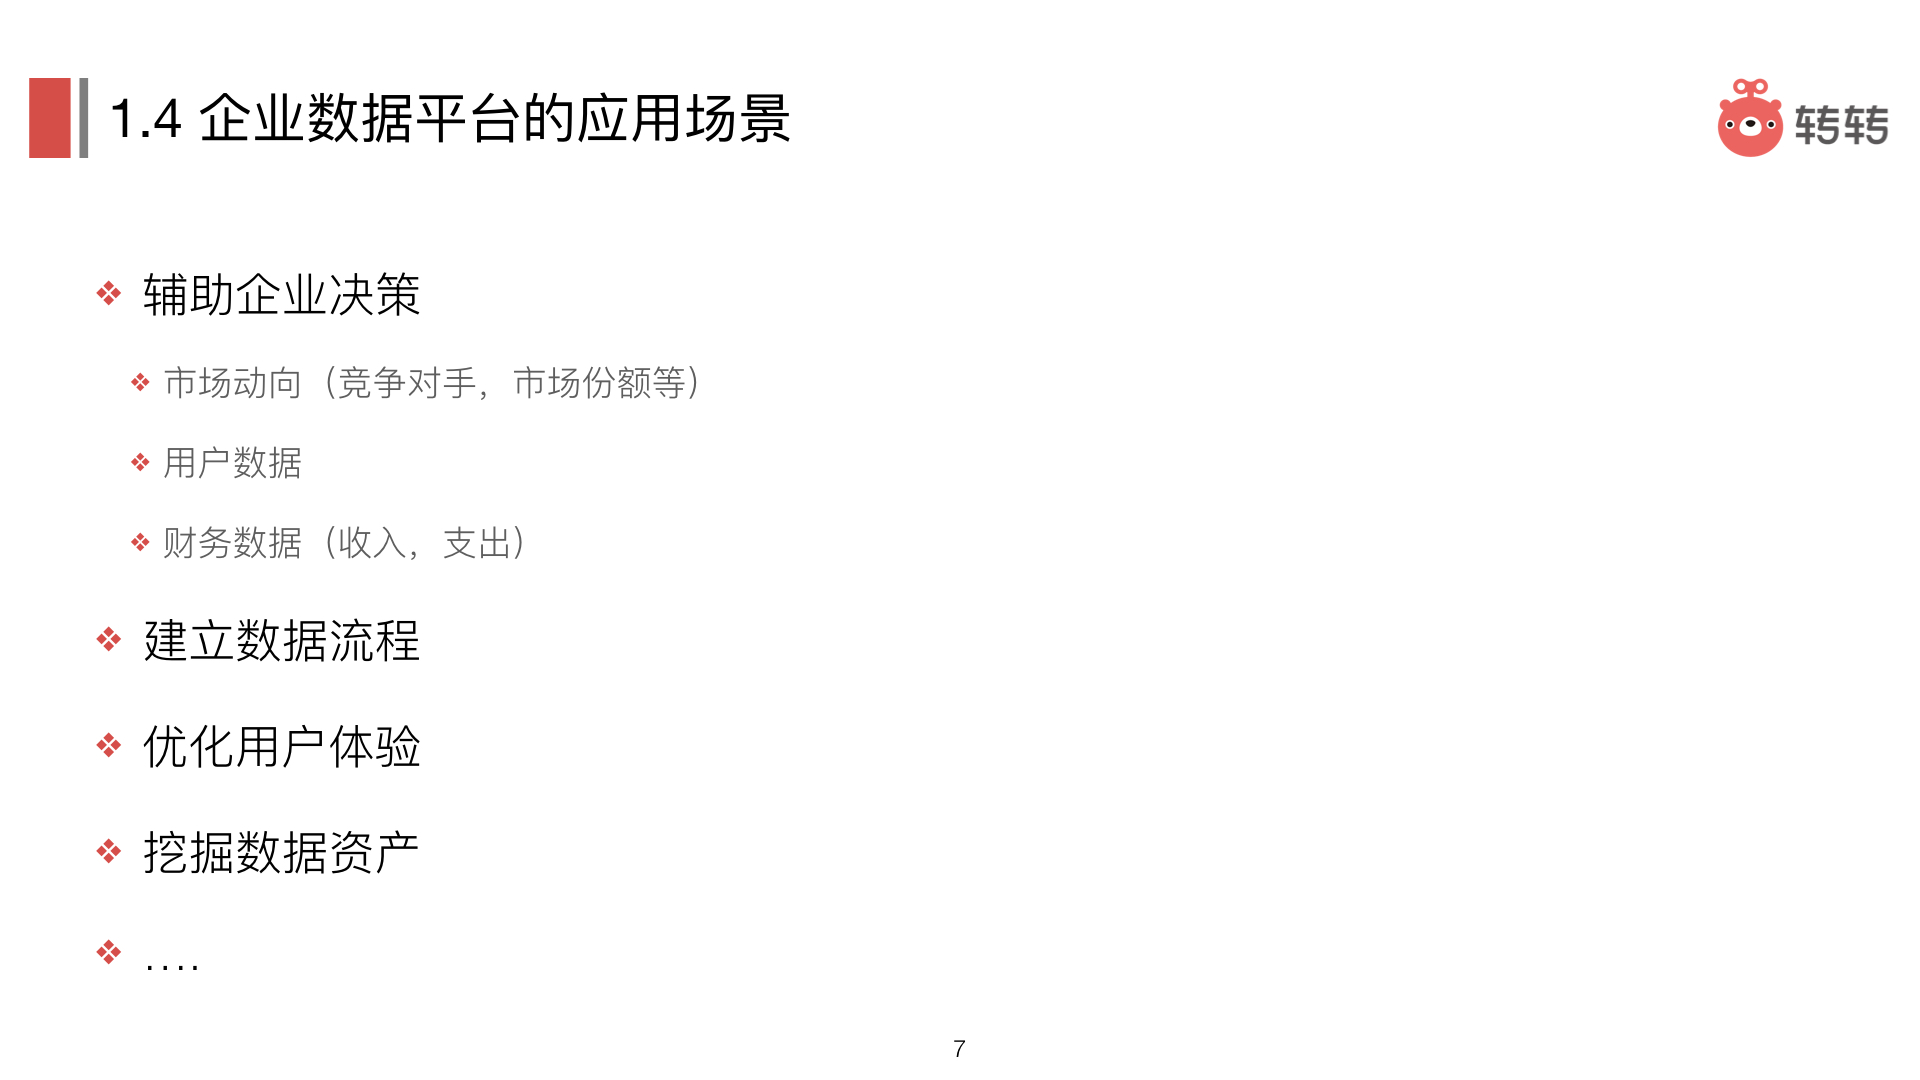 1.4 企业数据平台的应用场景
转转
辅助企业决策
市场动向（竞争对手，市场份额等）
用户数据
财务数据（收入，支出）
建立数据流程
优化用户体验
挖掘数据资产
....
7